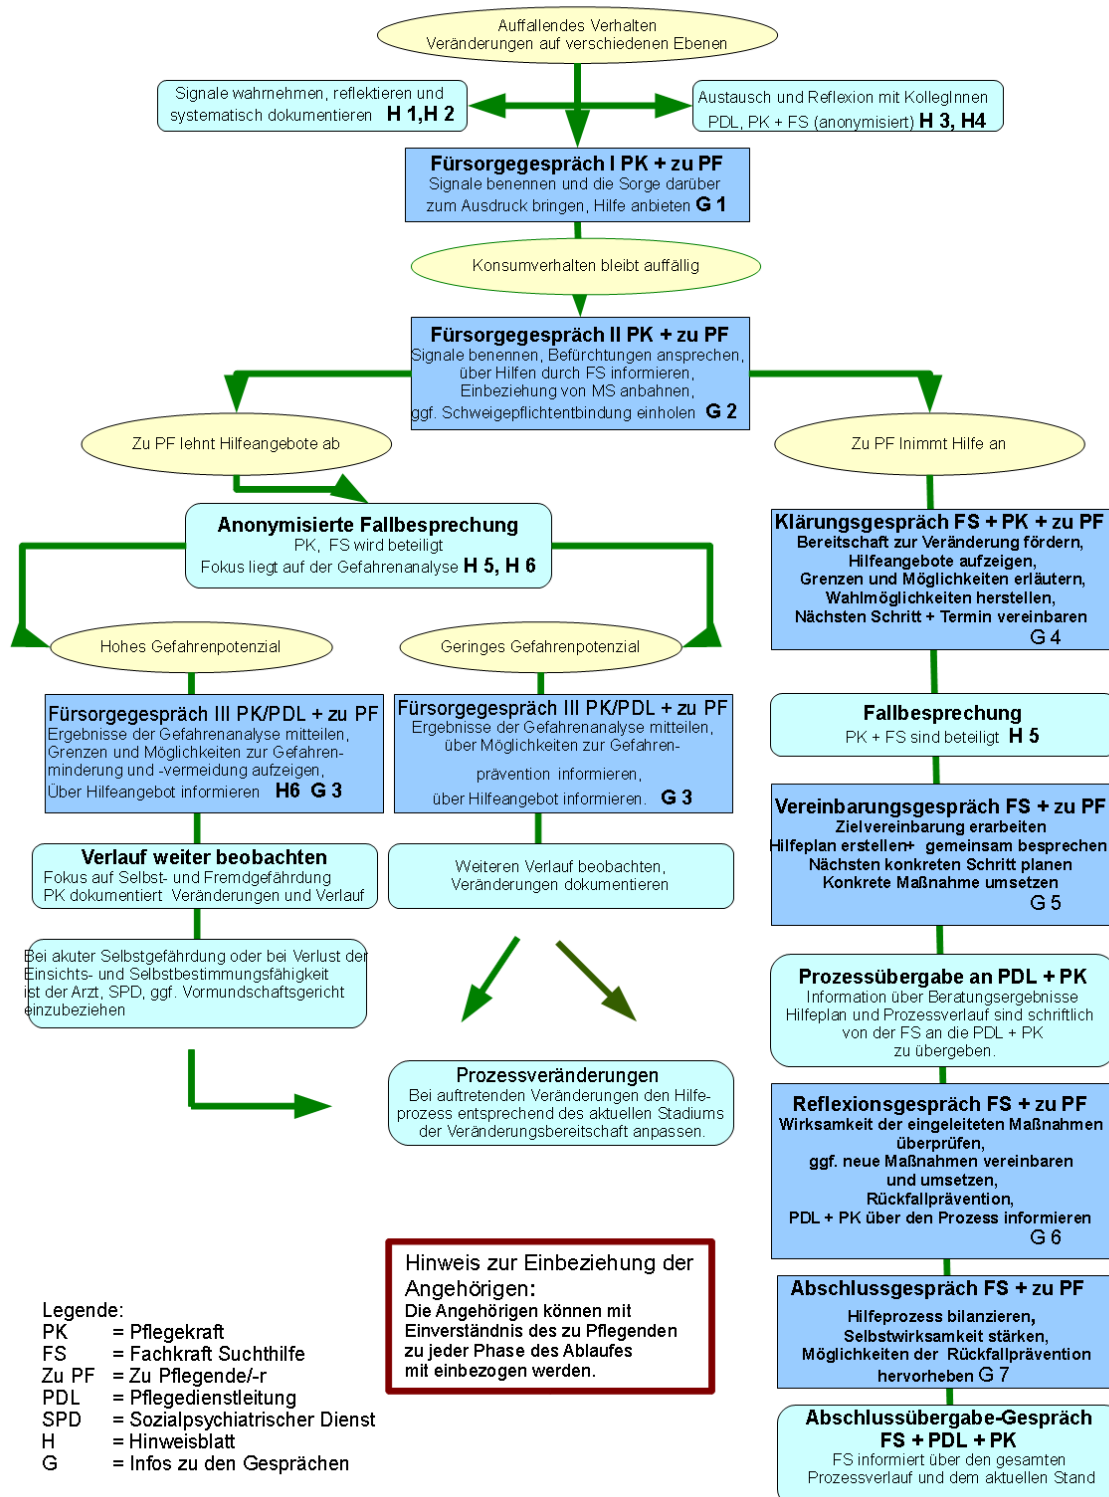 Auffallendes Verhalten
Veränderungen auf verschiedenen Ebenen
Signale wahrnehmen, reflektieren und
systematisch dokumentieren H 1,H 2
Austausch und Reflexion mit KollegInnen
PDL, PK + FS (anonymisiert) H 3, H4
Fürsorgegespräch I PK + zu PF
Signale benennen und die Sorge darüber
zum Ausdruck bringen, Hilfe anbieten G 1
Konsumverhalten bleibt auffällig
Fürsorgegespräch II PK + zu PF
Signale benennen, Befürchtungen ansprechen,
über Hilfen durch FS informieren,
Einbeziehung von MS anbahnen,
ggf. Schweigepflichtentbindung einholen G 2
Zu PF lehnt Hilfeangebote ab
Zu PF Inimmt Hilfe an
Anonymisierte Fallbesprechung
PK, FS wird beteiligt
Fokus liegt auf der Gefahrenanalyse H 5, H 6
Hohes Gefahrenpotenzial
Geringes Gefahrenpotenzial
Fürsorgegespräch III PK/PDL + zu PF
Ergebnisse der Gefahrenanalyse mitteilen,
Grenzen und Möglichkeiten zur Gefahren-
minderung und -vermeidung aufzeigen,
Über Hilfeangebot informieren H6 G 3
Fürsorgegespräch III PK/PDL + zu PF
Ergebnisse der Gefahrenanalyse mitteilen,
über Möglichkeiten zur Gefahren-
prävention informieren,
über Hilfeangebot informieren. G 3
Verlauf weiter beobachten
Fokus auf Selbst- und Fremdgefährdung
PK dokumentiert Veränderungen und Verlauf
Weiteren Verlauf beobachten,
Veränderungen dokumentieren
Bei akuter Selbstgefährdung oder bei Verlust der
Einsichts- und Selbstbestimmungsfähigkeit
ist der Arzt, SPD, ggf. Vormundschaftsgericht
einzubeziehen
Prozessveränderungen
Bei auftretenden Veränderungen den Hilfe-
prozess entsprechend des aktuellen Stadiums
der Veränderungsbereitschaft anpassen.
Klärungsgespräch FS + PK + zu PF
Bereitschaft zur Veränderung fördern,
Hilfeangebote aufzeigen,
Grenzen und Möglichkeiten erläutern,
Wahlmöglichkeiten herstellen,
Nächsten Schritt + Termin vereinbaren
G 4
Fallbesprechung
PK + FS sind beteiligt H 5
Vereinbarungsgespräch FS + zu PF
Zielvereinbarung erarbeiten
Hilfeplan erstellen+ gemeinsam besprechen
Nächsten konkreten Schritt planen
Konkrete Maßnahme umsetzen
G 5
Prozessübergabe an PDL + PK
Information über Beratungsergebnisse
Hilfeplan und Prozessverlauf sind schriftlich
von der FS an die PDL + PK
zu übergeben.
Reflexionsgespräch FS + zu PF
Wirksamkeit der eingeleiteten Maßnahmen
überprüfen,
ggf. neue Maßnahmen vereinbaren
und umsetzen,
Rückfallprävention,
PDL + PK über den Prozess informieren
G 6
Abschlussgespräch FS + zu PF
Hilfeprozess bilanzieren,
Selbstwirksamkeit stärken,
Möglichkeiten der Rückfallprävention
hervorheben G 7
Abschlussübergabe-Gespräch
FS + PDL + PK
FS informiert über den gesamten
Prozessverlauf und dem aktuellen Stand
Hinweis zur Einbeziehung der
Angehörigen:
Die Angehörigen können mit
Einverständnis des zu Pflegenden
zu jeder Phase des Ablaufes
mit einbezogen werden.
Legende:
PK = Pflegekraft
FS = Fachkraft Suchthilfe
Zu PF = Zu Pflegende/-r
PDL = Pflegedienstleitung
SPD = Sozialpsychiatrischer Dienst
H = Hinweisblatt
G = Infos zu den Gesprächen